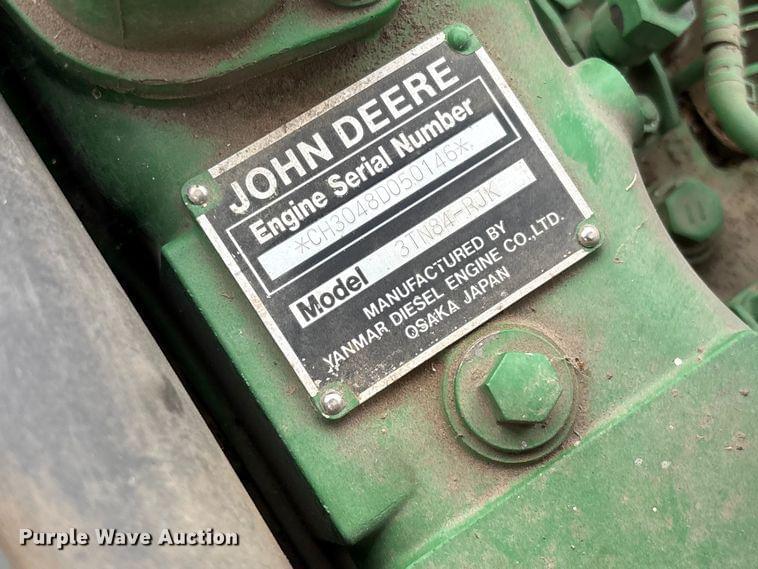 JOHN DEERE
Engine Serial Number
*CH3048D050146*
Model 3TN84-RJK
MANUFACTURED BY
YANMAR DIESEL ENGINE CO.,LTD.
OSAKA JAPAN
Purple Wave Auction